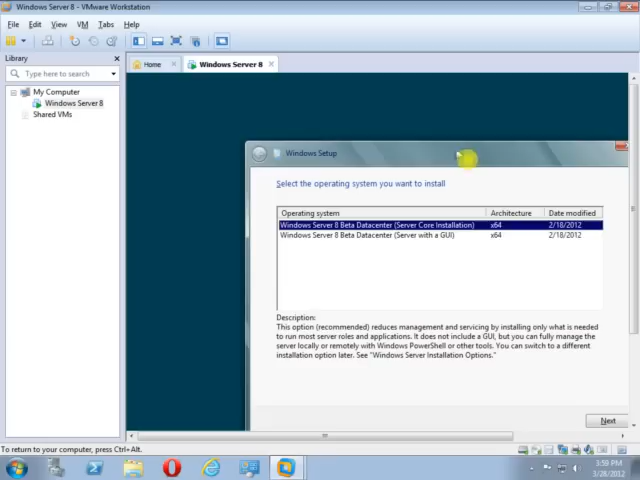 Windows Server 8 - VMware Workstation
File Edit View VM Tabs Help
Library
Type here to search
Home
Windows Server 8
My Computer
Windows Server 8
Shared VMs
Windows Setup
Select the operating system you want to install
Operating system Architecture Date modified
Windows Server 8 Beta Datacenter (Server Core Installation) x64 2/18/2012
Windows Server 8 Beta Datacenter (Server with a GUI) x64 2/18/2012
Description:
This option (recommended) reduces management and servicing by installing only what is needed
to run most server roles and applications. It does not include a GUI, but you can fully manage the
server locally or remotely with Windows PowerShell or other tools. You can switch to a different
installation option later. See "Windows Server Installation Options."
Next
To return to your computer, press Ctrl+Alt.
3:59 PM
3/28/2012